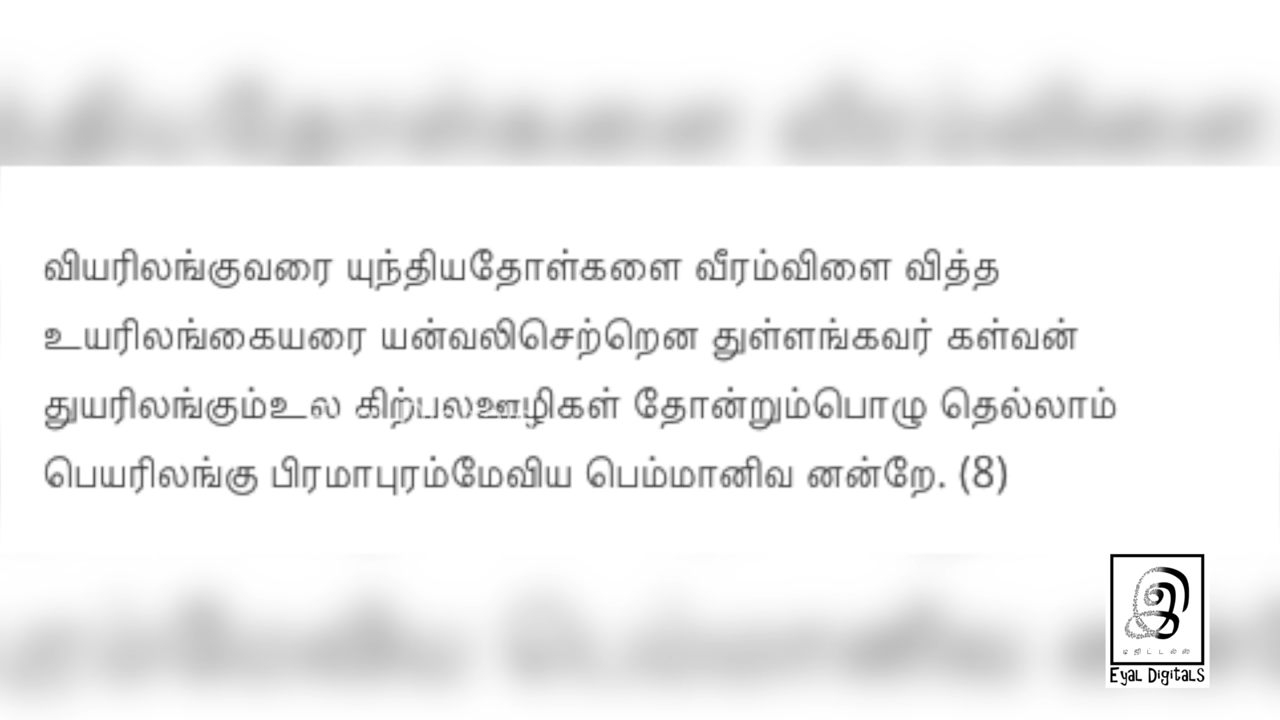 வியரிலங்குவரை யுந்தியதோள்களை வீரம்விளை வித்த
உயரிலங்கையரை யன்வலிசெற்றென துள்ளங்கவர் கள்வன்
துயரிலங்கும்உல கிற்பலஊழிகள் தோன்றும்பொழு தெல்லாம்
பெயரிலங்கு பிரமாபுரம்மேவிய பெம்மானிவ னன்றே. (8)
டிஜிட்டல்ஸ்
Eyal Digitals